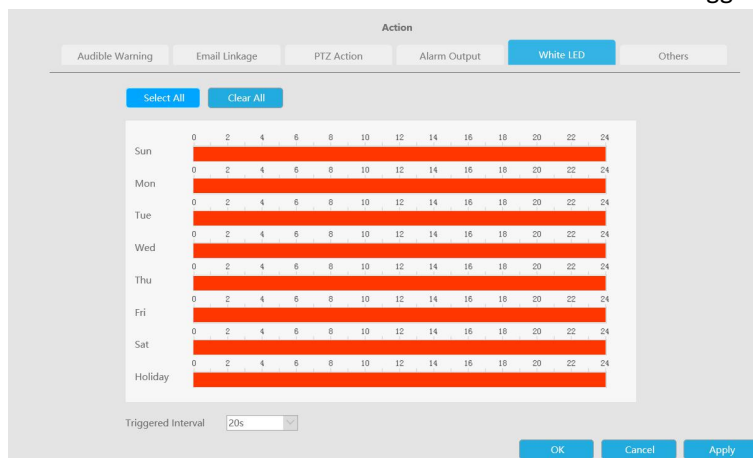 Action
Audible Warning Email Linkage PTZ Action Alarm Output White LED Others
Select All Clear All
0 2 4 6 8 10 12 14 16 18 20 22 24
Sun
0 2 4 6 8 10 12 14 16 18 20 22 24
Mon
0 2 4 6 8 10 12 14 16 18 20 22 24
Tue
0 2 4 6 8 10 12 14 16 18 20 22 24
Wed
0 2 4 6 8 10 12 14 16 18 20 22 24
Thu
0 2 4 6 8 10 12 14 16 18 20 22 24
Fri
0 2 4 6 8 10 12 14 16 18 20 22 24
Sat
0 2 4 6 8 10 12 14 16 18 20 22 24
Holiday
Triggered Interval 20s
OK Cancel Apply